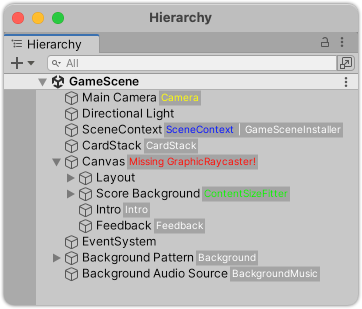 Hierarchy
Hierarchy
All
GameScene
Main Camera Camera
Directional Light
SceneContext SceneContext | GameSceneInstaller
CardStack CardStack
Canvas Missing GraphicRaycaster!
Layout
Score Background ContentSizeFitter
Intro Intro
Feedback Feedback
EventSystem
Background Pattern Background
Background Audio Source BackgroundMusic